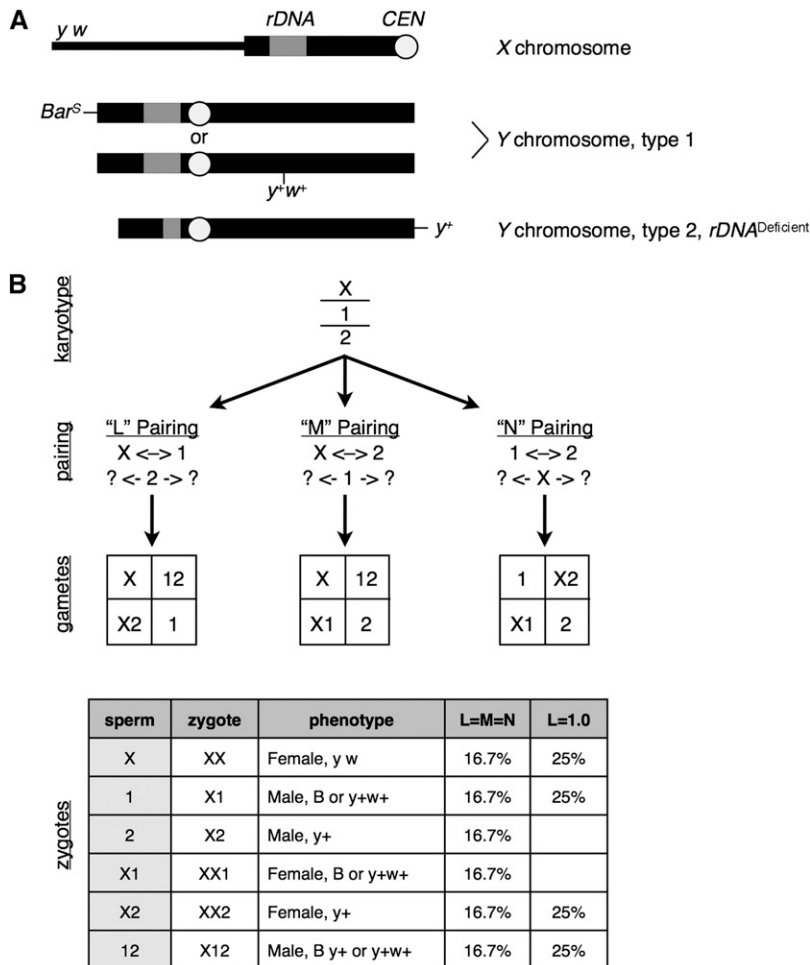 A
y w rDNA CEN
X chromosome
Bar^S
or
y⁺w⁺
Y chromosome, type 1
y⁺
Y chromosome, type 2, rDNA^Deficient
B
karyotype
X
1
2
pairing
"L" Pairing
X <--> 1
? <- 2 -> ?
"M" Pairing
X <--> 2
? <- 1 -> ?
"N" Pairing
1 <--> 2
? <- X -> ?
gametes
X 12
X2 1
X 12
X1 2
1 X2
X1 2
zygotes
sperm zygote phenotype L=M=N L=1.0
X XX Female, y w 16.7% 25%
1 X1 Male, B or y+w+ 16.7% 25%
2 X2 Male, y+ 16.7%
X1 XX1 Female, B or y+w+ 16.7%
X2 XX2 Female, y+ 16.7% 25%
12 X12 Male, B y+ or y+w+ 16.7% 25%